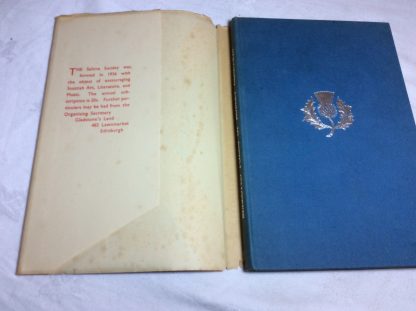 THE Saltire Society was
formed in 1936 with
the object of encouraging
Scottish Art, Literature, and
Music. The annual sub-
scription is 10s. Further par-
ticulars may be had from the
Organising Secretary
Gladstone's Land
483 Lawnmarket
Edinburgh